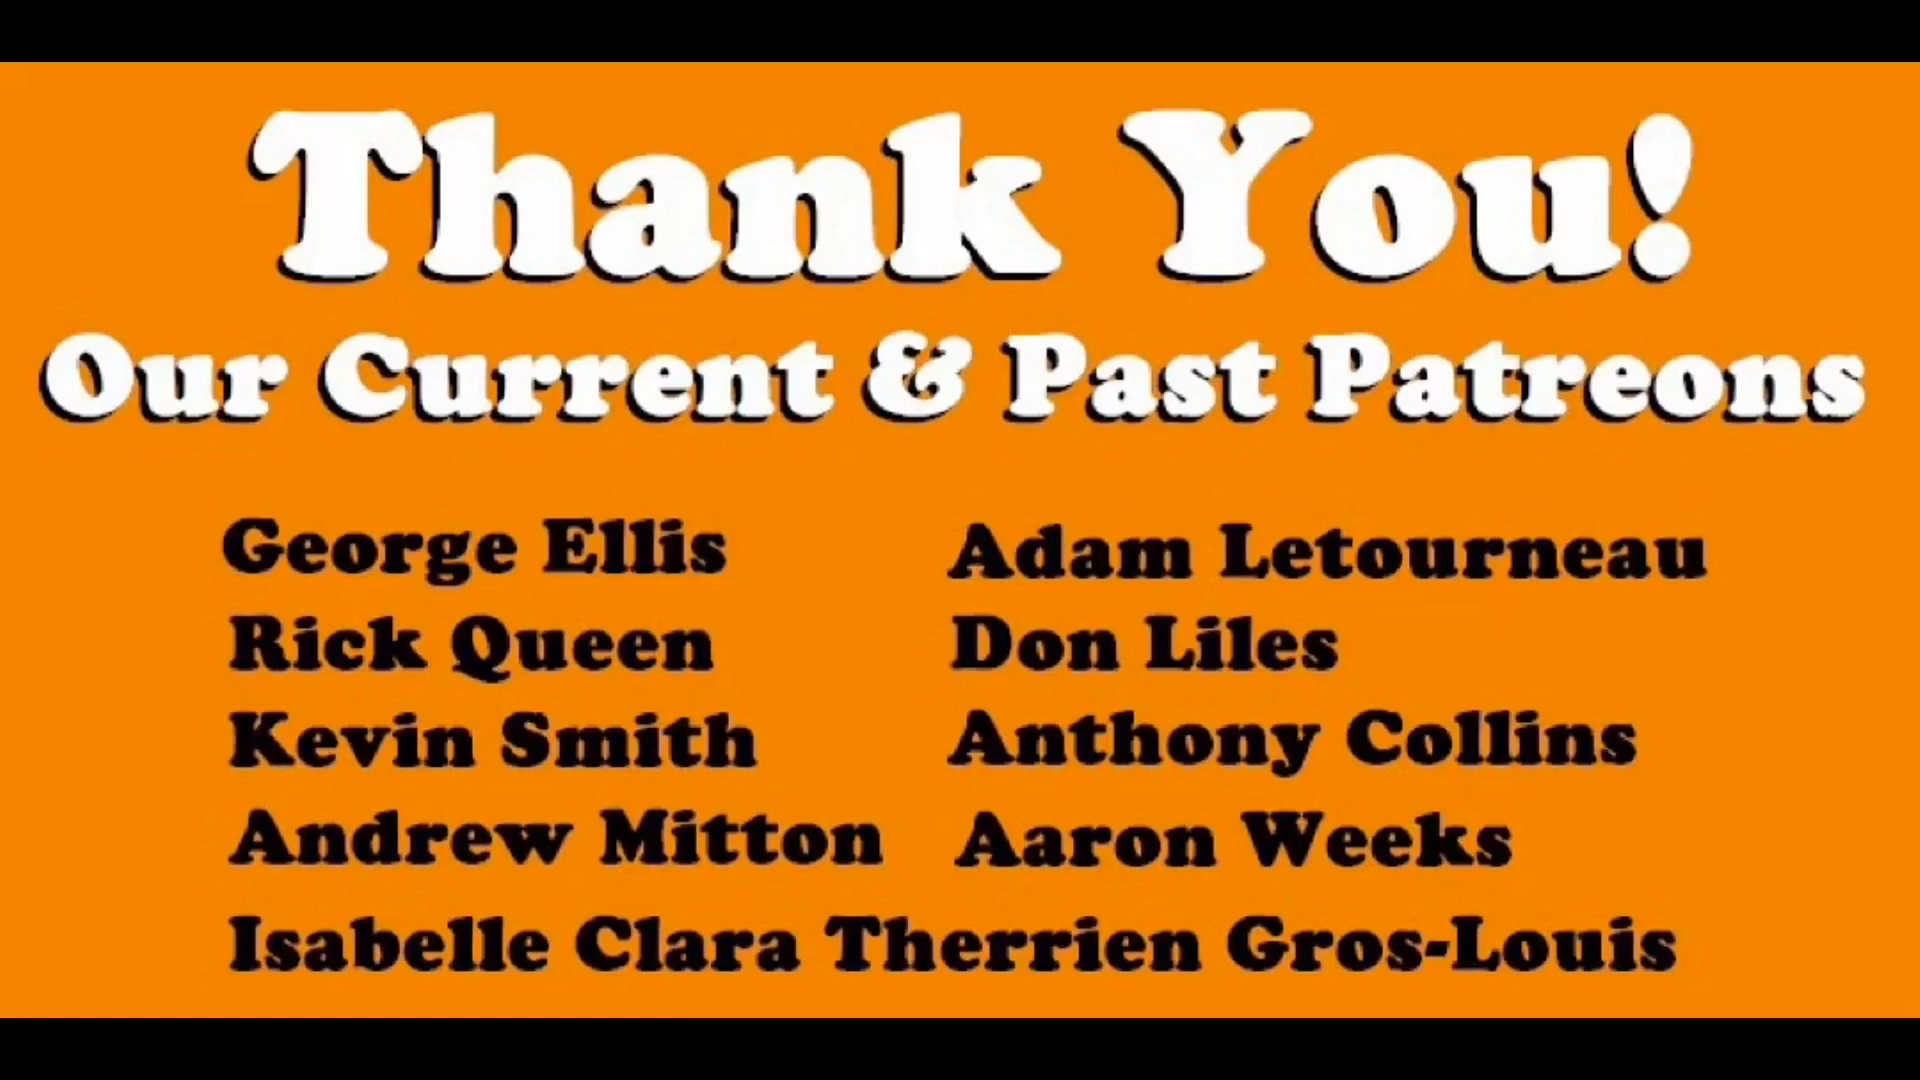 Thank You!
Our Current & Past Patreons
George Ellis
Adam Letourneau
Rick Queen
Don Liles
Kevin Smith
Anthony Collins
Andrew Mitton
Aaron Weeks
Isabelle Clara Therrien Gros-Louis